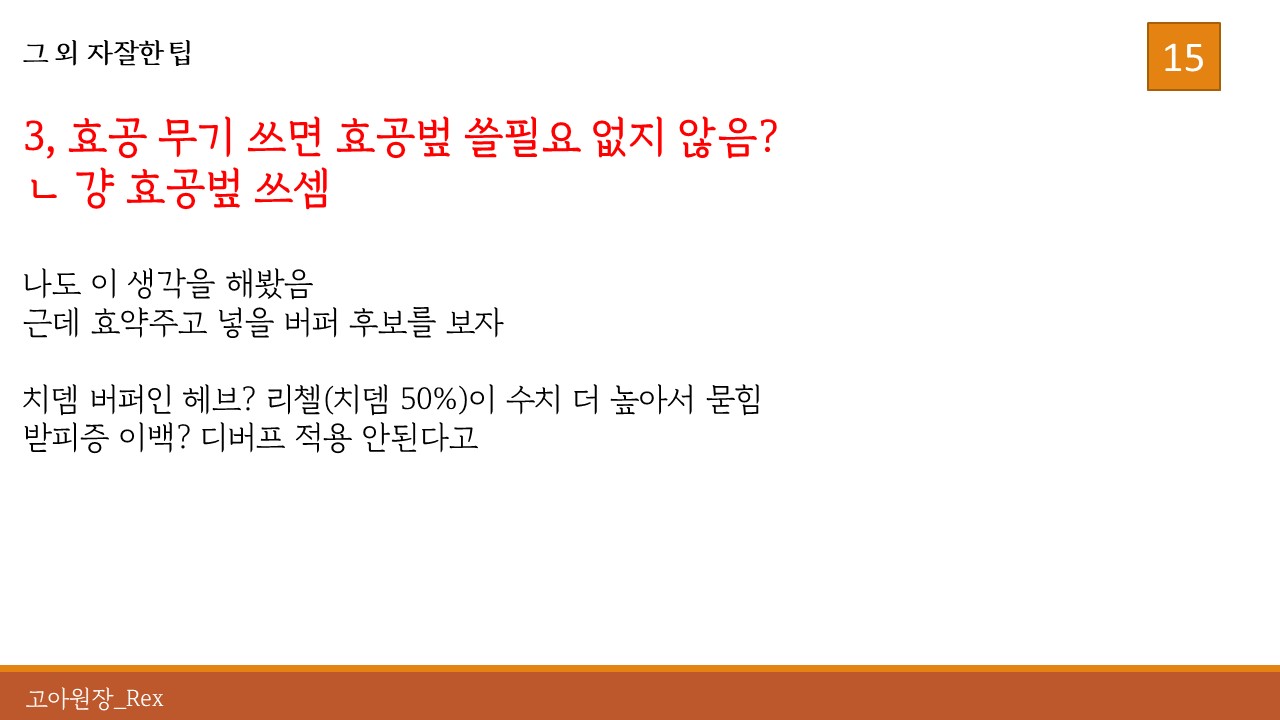 그 외 자잘한 팁
15
3, 효공 무기 쓰면 효공벞 쓸필요 없지 않음?
ㄴ 걍 효공벞 쓰셈
나도 이 생각을 해봤음
근데 효약주고 넣을 버퍼 후보를 보자
치뎀 버퍼인 헤브? 리첼(치뎀 50%)이 수치 더 높아서 묻힘
받피증 이백? 디버프 적용 안된다고
고아원장_Rex